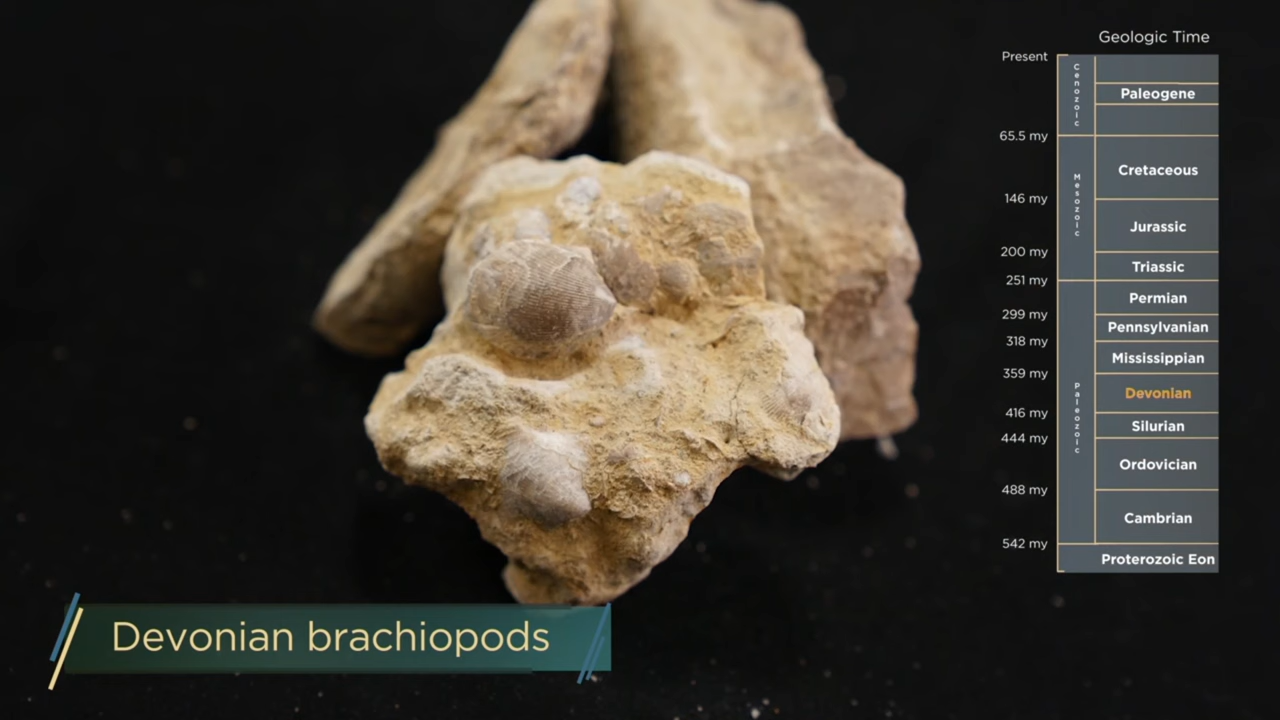 Geologic Time
Present
Cenozoic
Paleogene
65.5 my
Mesozoic
Cretaceous
146 my
Jurassic
200 my
Triassic
251 my
Paleozoic
Permian
299 my
Pennsylvanian
318 my
Mississippian
359 my
Devonian
416 my
Silurian
444 my
Ordovician
488 my
Cambrian
542 my
Proterozoic Eon
Devonian brachiopods